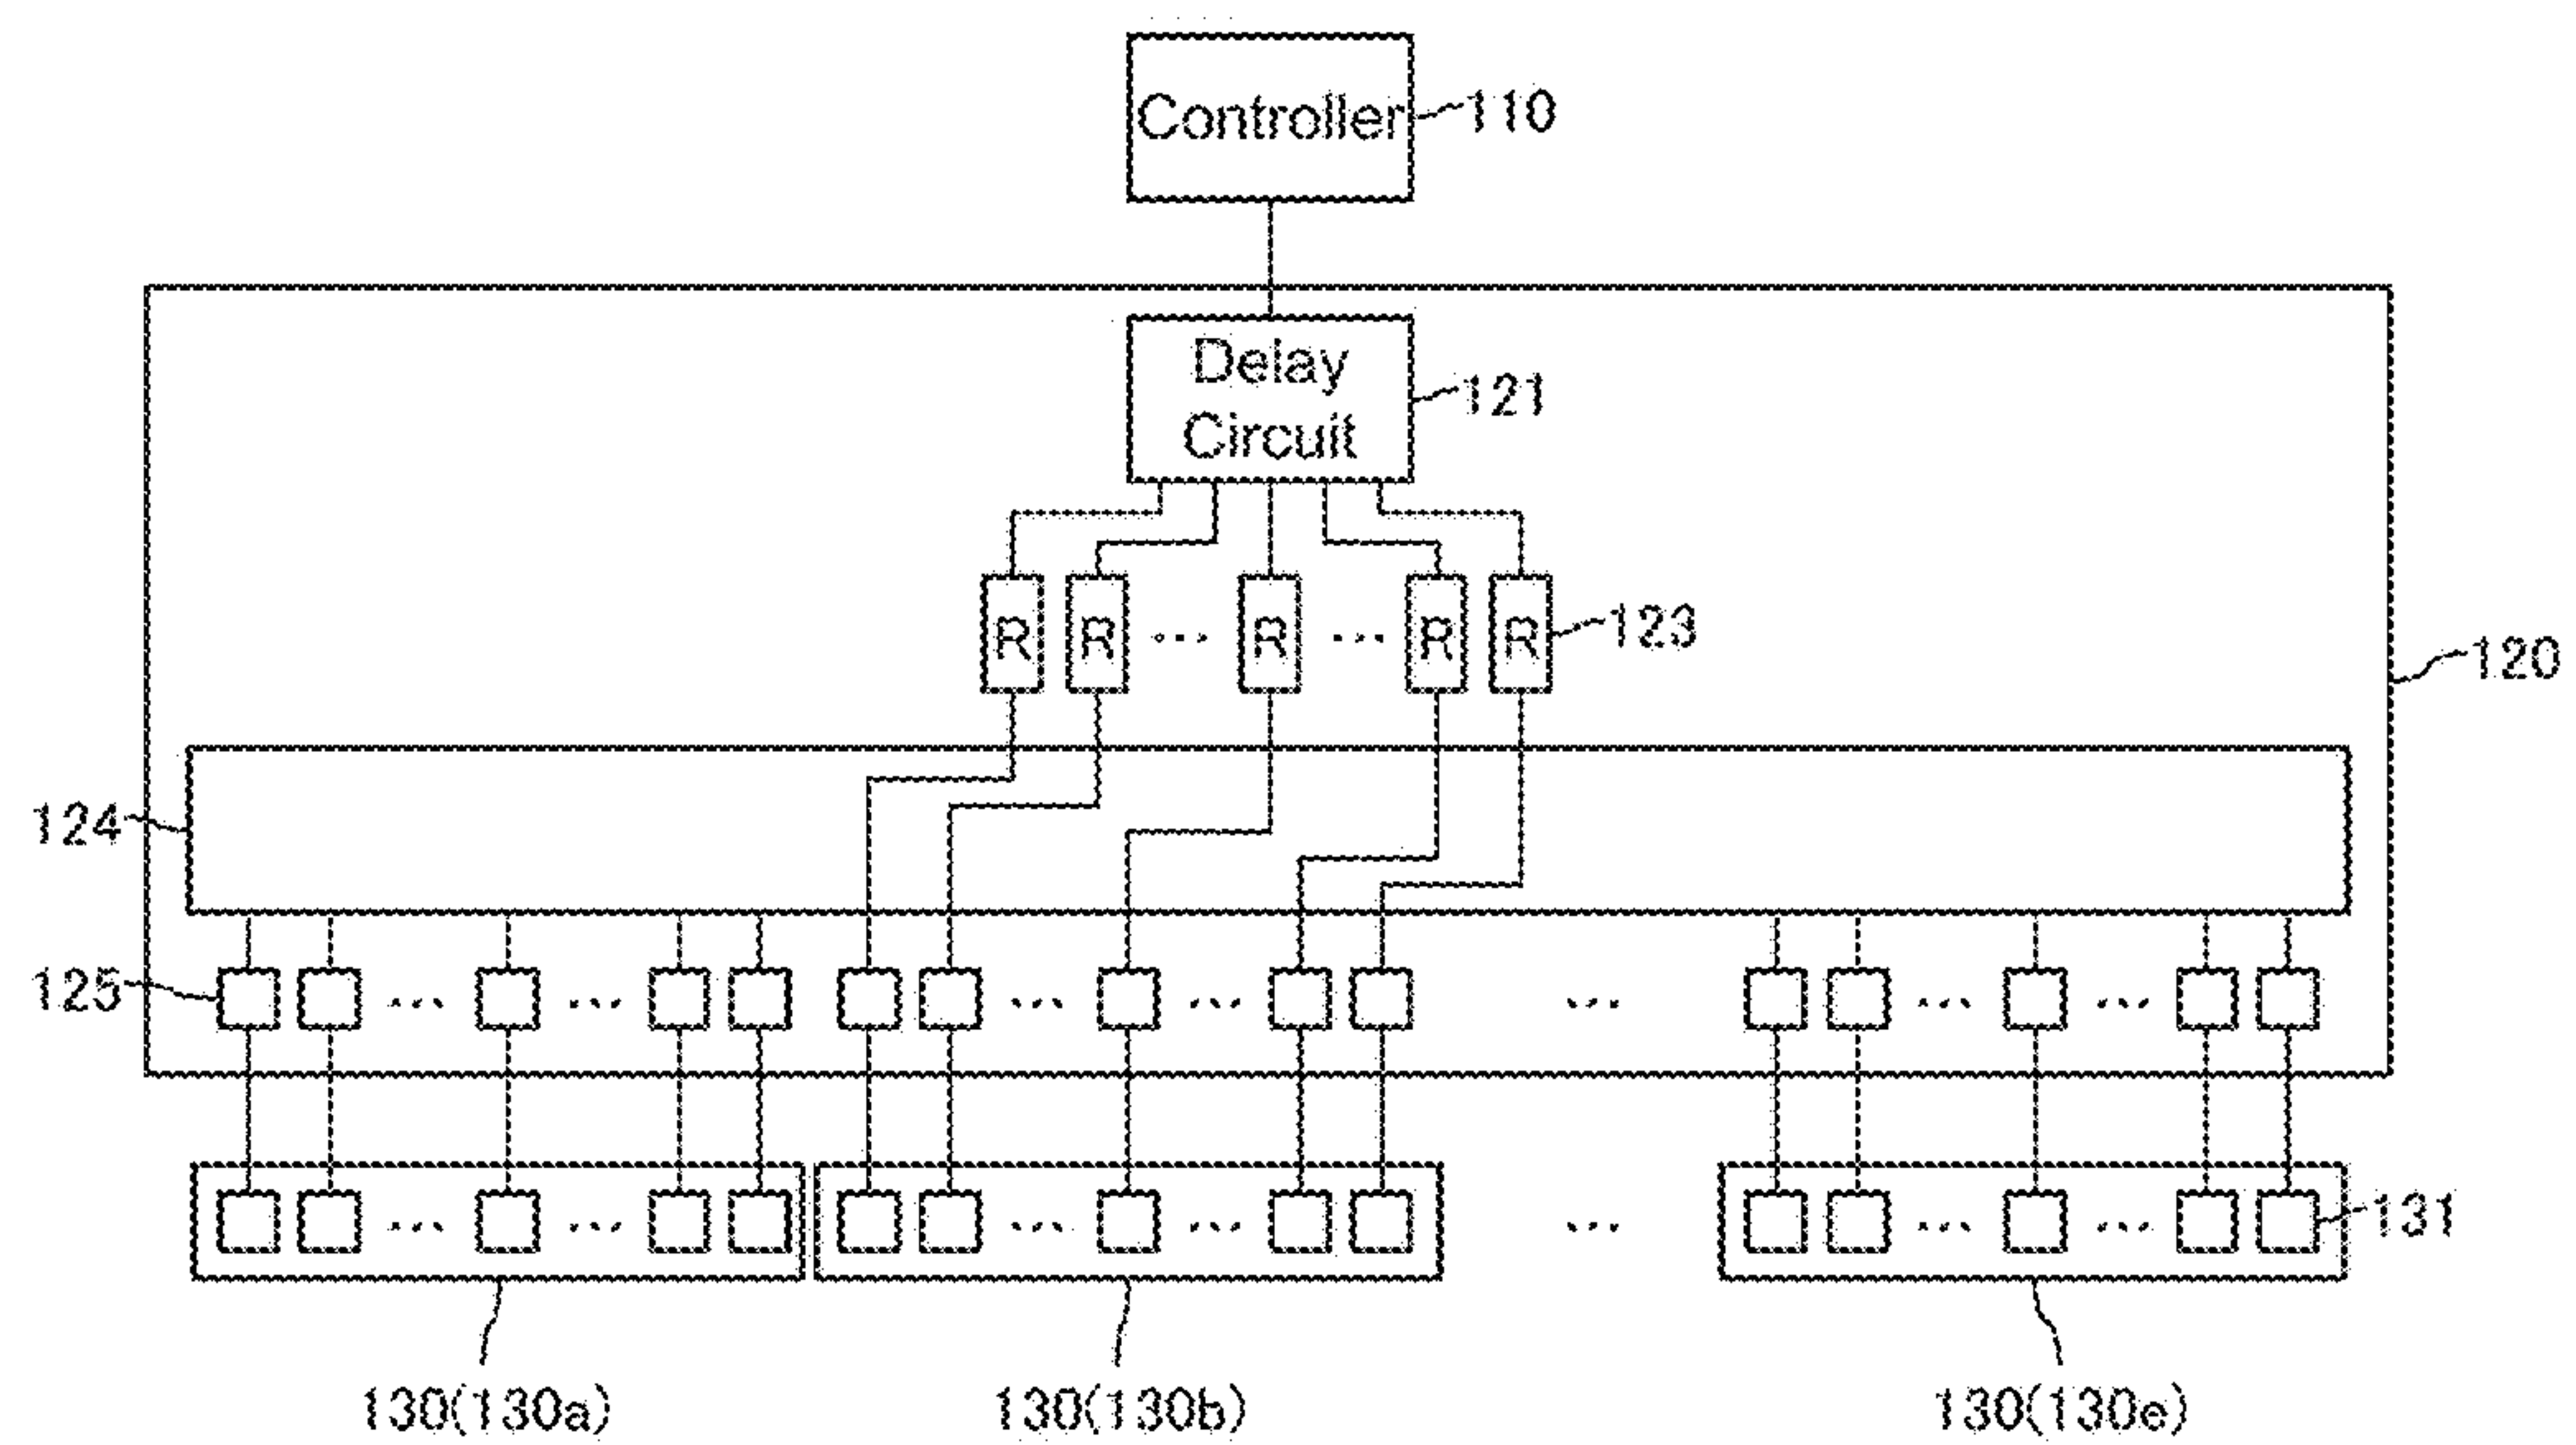 Controller
110
Delay
Circuit
121
R R ... R ... R R
123
120
124
125
... ... ... ... ... ... ...
... ... ... ... ... ... ...
131
130(130a)
130(130b)
130(130e)